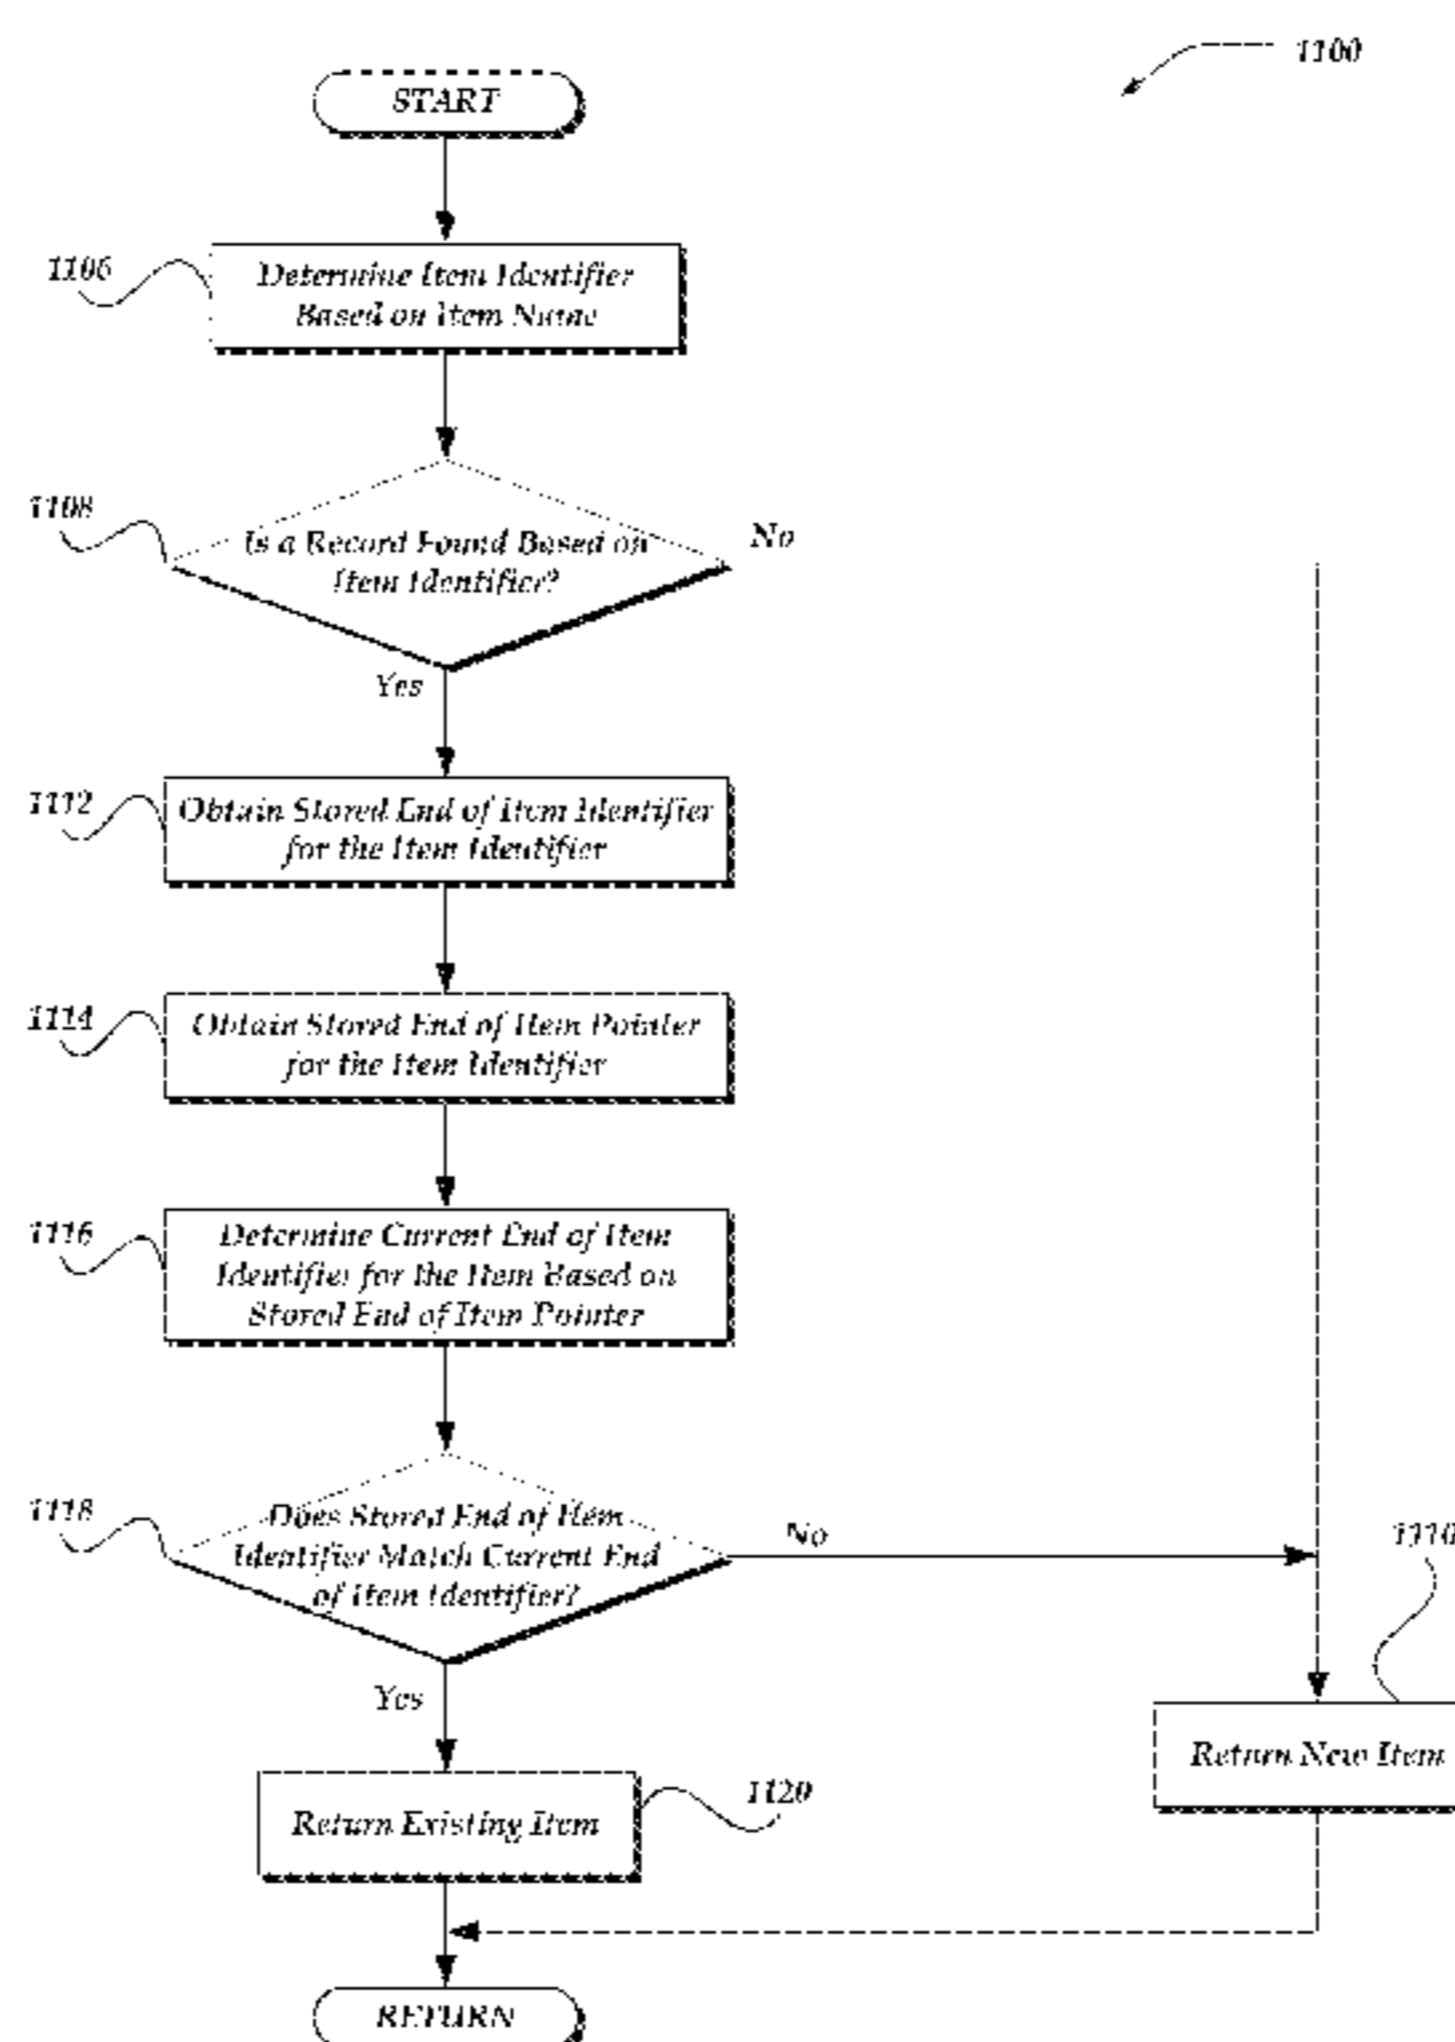 1100
START
1106
Determine Item Identifier
Based on Item Name
1108
Is a Record Found Based on
Item Identifier?
No
Yes
1112
Obtain Stored End of Item Identifier
for the Item Identifier
1114
Obtain Stored End of Item Pointer
for the Item Identifier
1116
Determine Current End of Item
Identifier for the Item Based on
Stored End of Item Pointer
1118
Does Stored End of Item
Identifier Match Current End
of Item Identifier?
No
1110
Yes
Return New Item
1120
Return Existing Item
RETURN